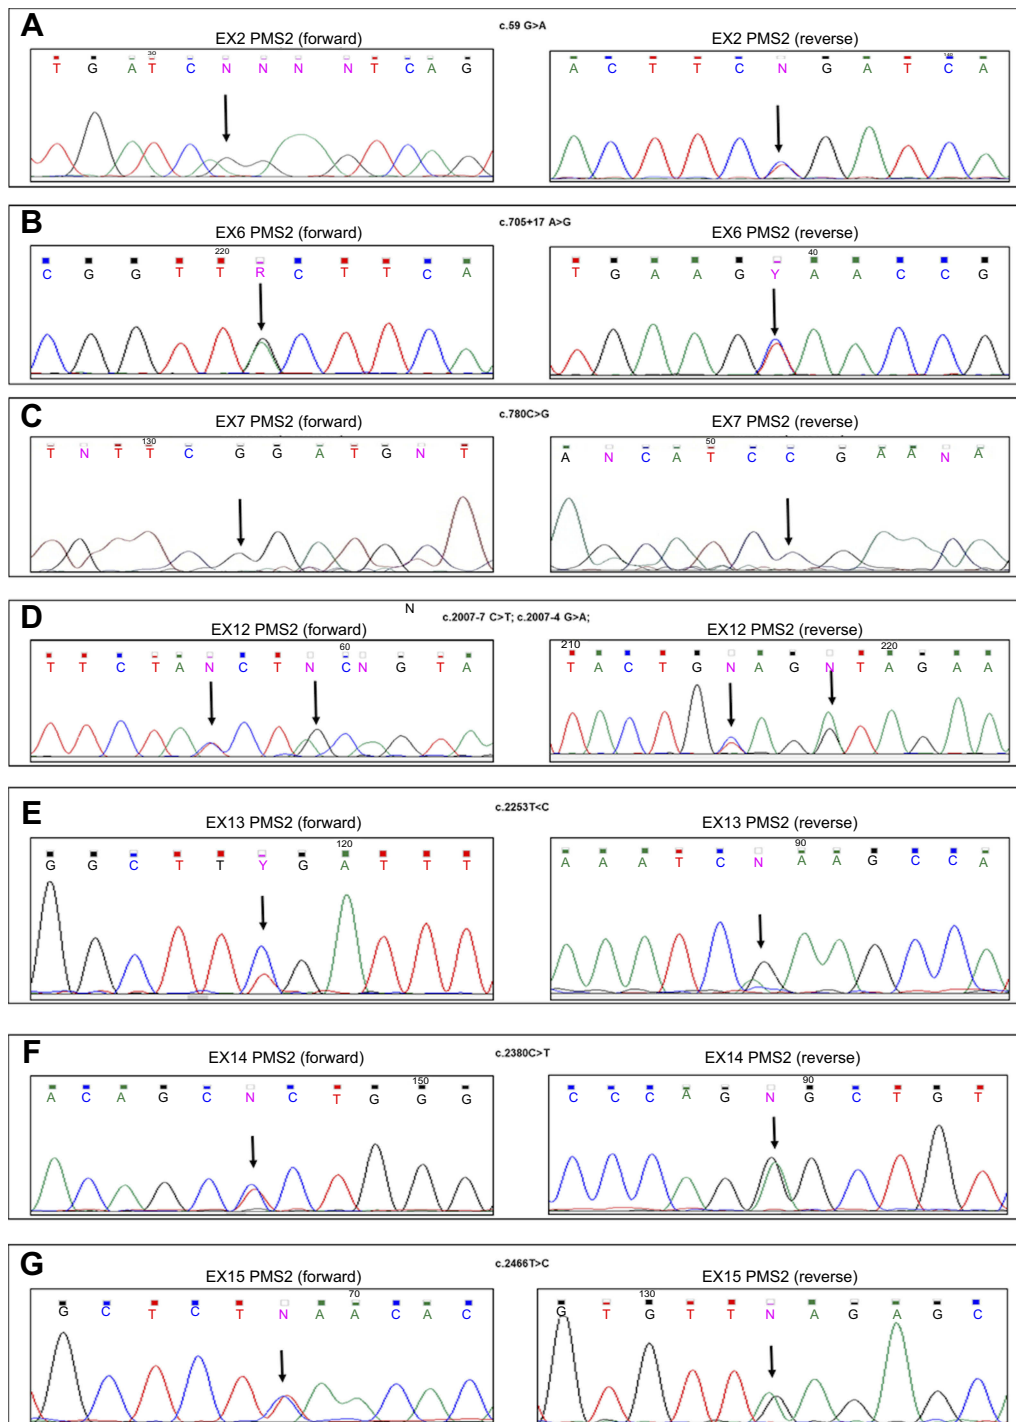 A
c.59 G>A
EX2 PMS2 (forward)
EX2 PMS2 (reverse)
30
T G A T C N N N N T C A G
A C T T C N G A T C A
B
c.705+17 A>G
EX6 PMS2 (forward)
EX6 PMS2 (reverse)
220
C G G T T R C T T C A
40
T G A A G Y A A C C G
C
c.780C>G
EX7 PMS2 (forward)
EX7 PMS2 (reverse)
130
T N T T C G G A T G N T
50
A N C A T C C G A A N A
D
N
c.2007-7 C>T; c.2007-4 G>A;
EX12 PMS2 (forward)
EX12 PMS2 (reverse)
60
T T C T A N C T N C N G T A
210 220
T A C T G N A G N T A G A A
E
c.2253T<C
EX13 PMS2 (forward)
EX13 PMS2 (reverse)
120
G G C T T Y G A T T T
90
A A A T C N A A G C C A
F
c.2380C>T
EX14 PMS2 (forward)
EX14 PMS2 (reverse)
150
A C A G C N C T G G G
90
C C C A G N G C T G T
G
c.2466T>C
EX15 PMS2 (forward)
EX15 PMS2 (reverse)
70
G C T C T N A A C A C
130
G T G T T N A G A G C